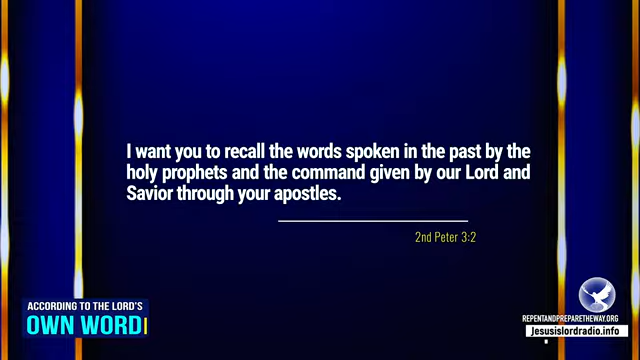 I want you to recall the words spoken in the past by the
holy prophets and the command given by our Lord and
Savior through your apostles.
2nd Peter 3:2
ACCORDING TO THE LORD'S
OWN WORD
REPENTANDPREPARETHEWAY.ORG
Jesusislordradio.info